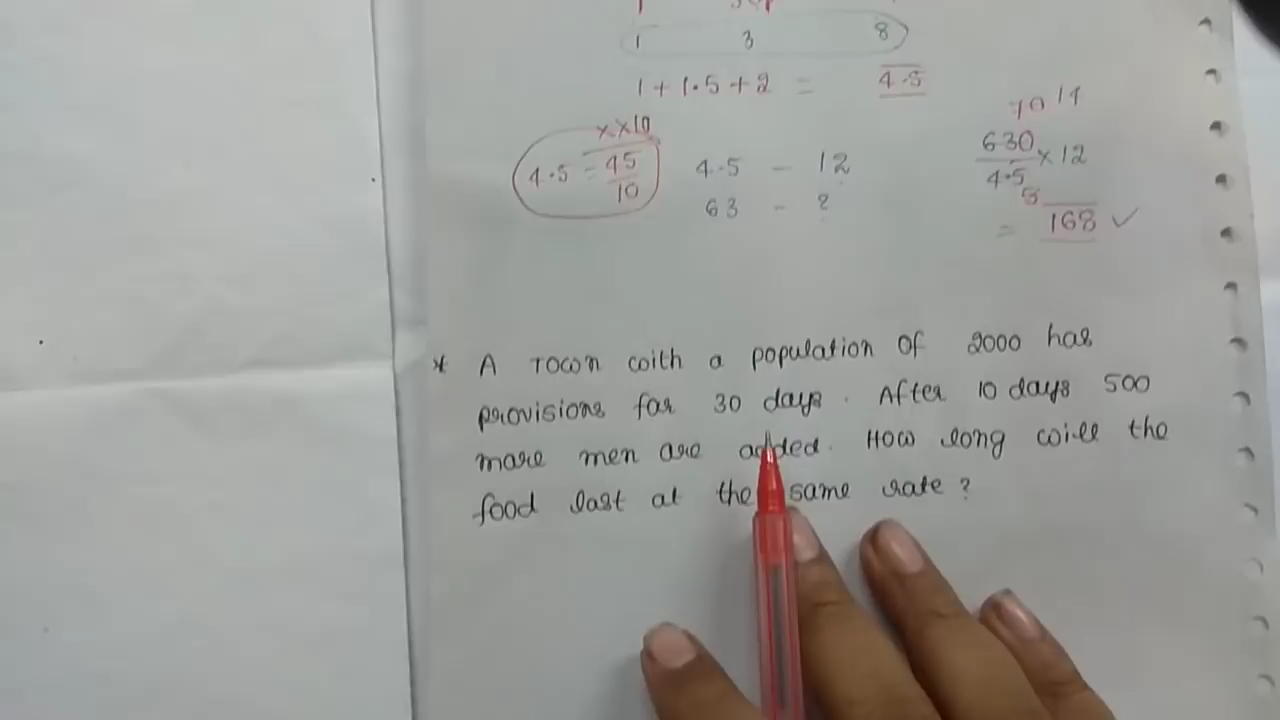 1 3 8
1 + 1.5 + 2 = 4.5
x x 10
4.5 = 45/10
4.5 - 12
63 - ?
10 14
630/4.5 x 12
5
= 168 ✓
* A Town with a population of 2000 has
provisions for 30 days. After 10 days 500
more men are added. How long will the
food last at the same rate?